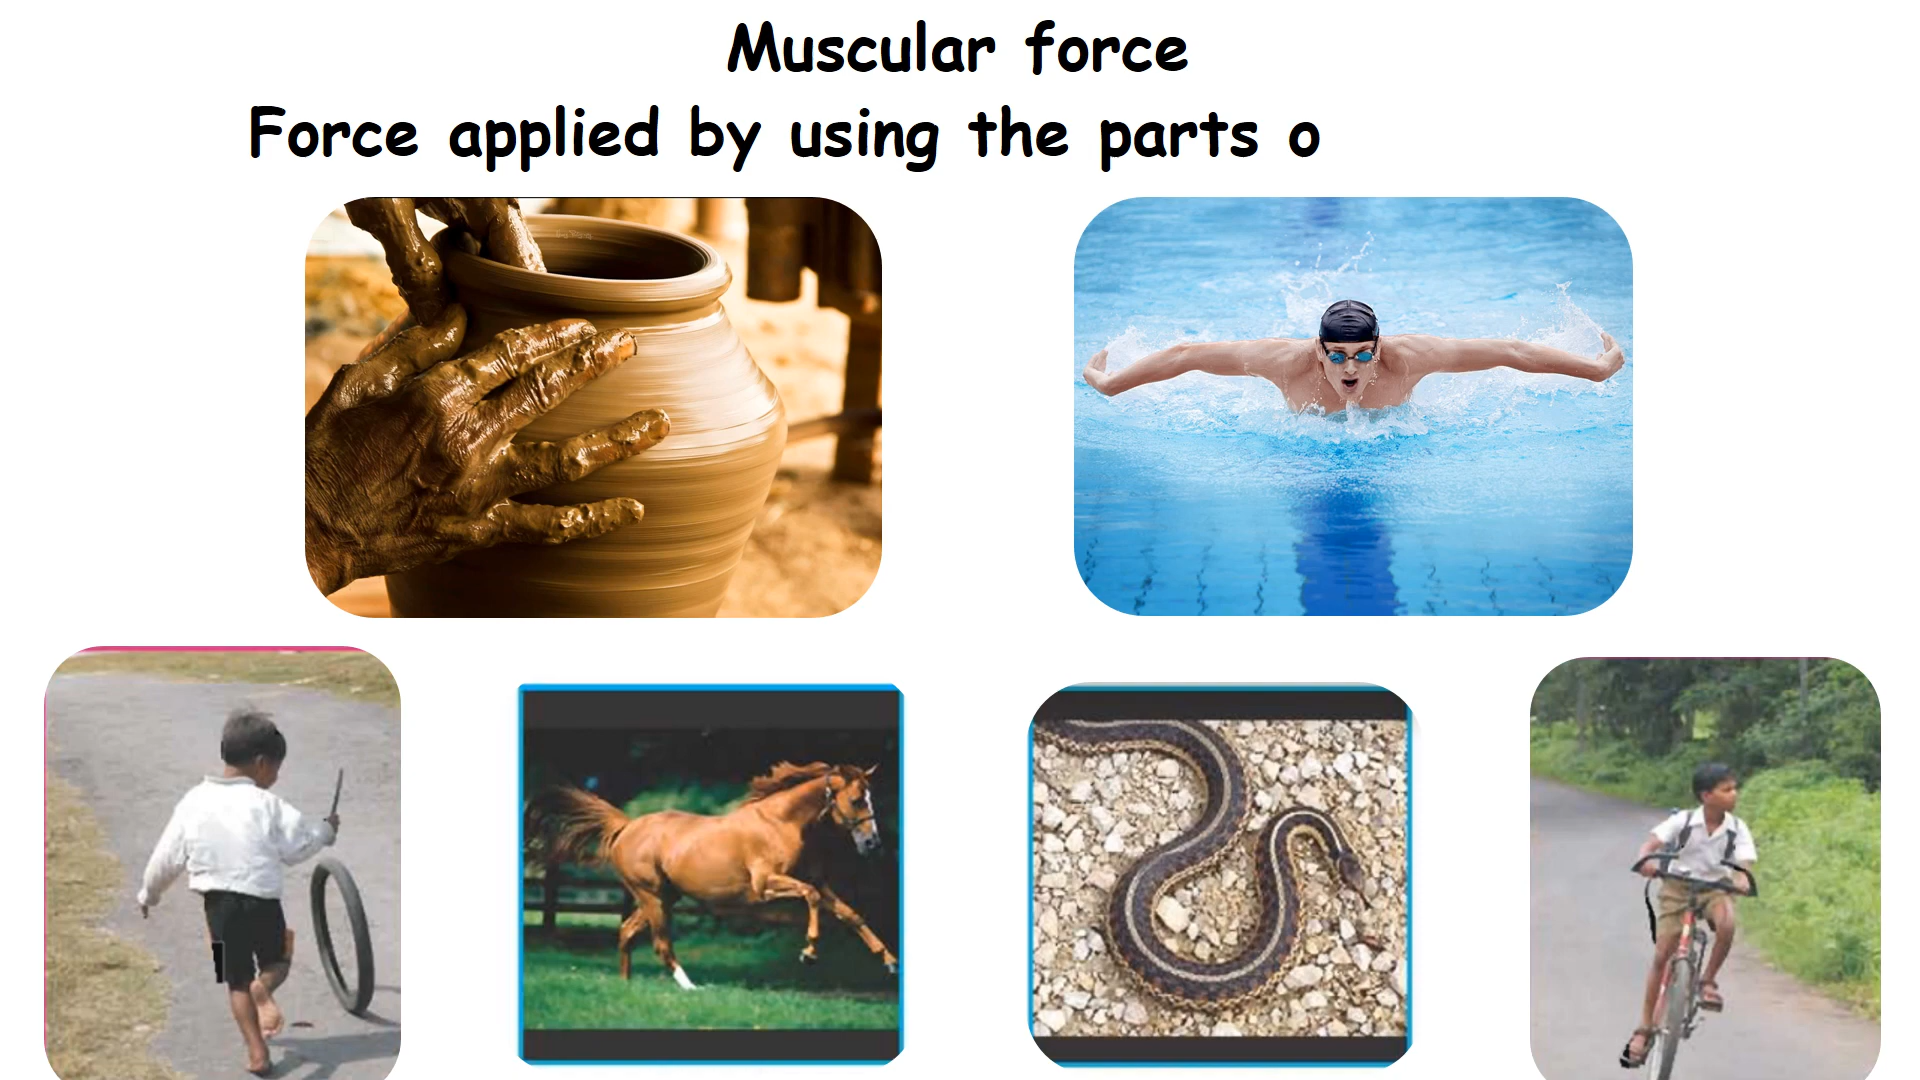 Muscular force
Force applied by using the parts o